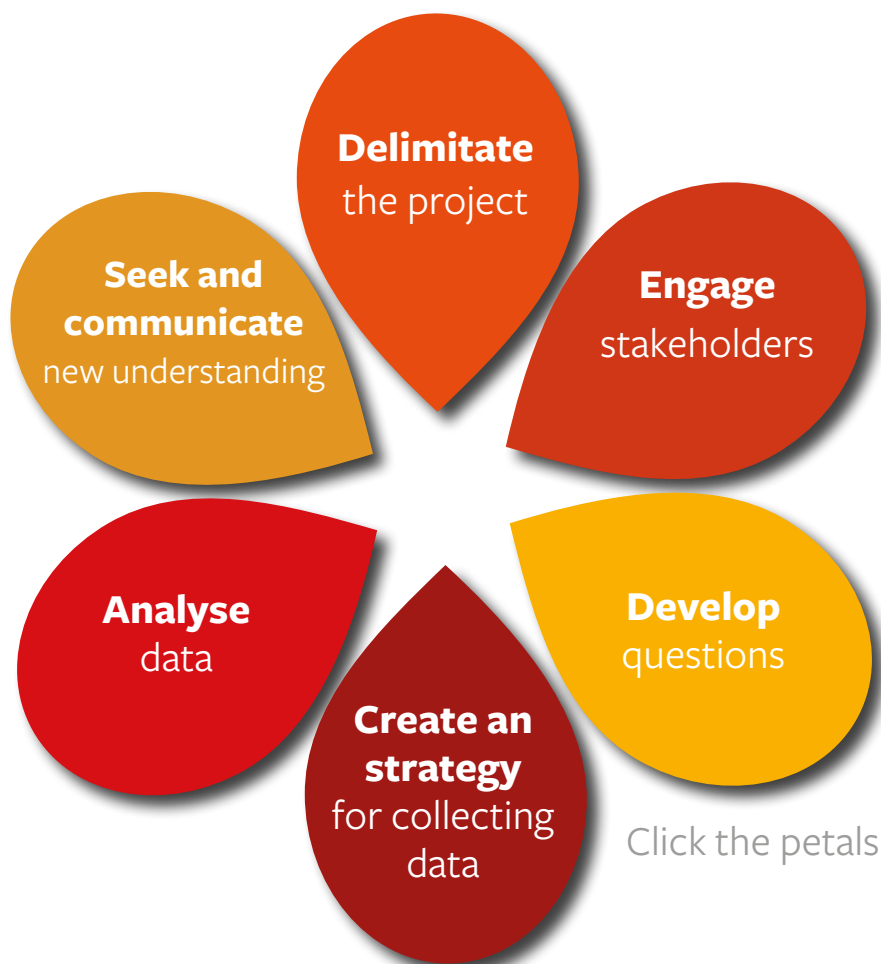 Delimitate
the project
Engage
stakeholders
Develop
questions
Create an
strategy
for collecting
data
Analyse
data
Seek and
communicate
new understanding
Click the petals